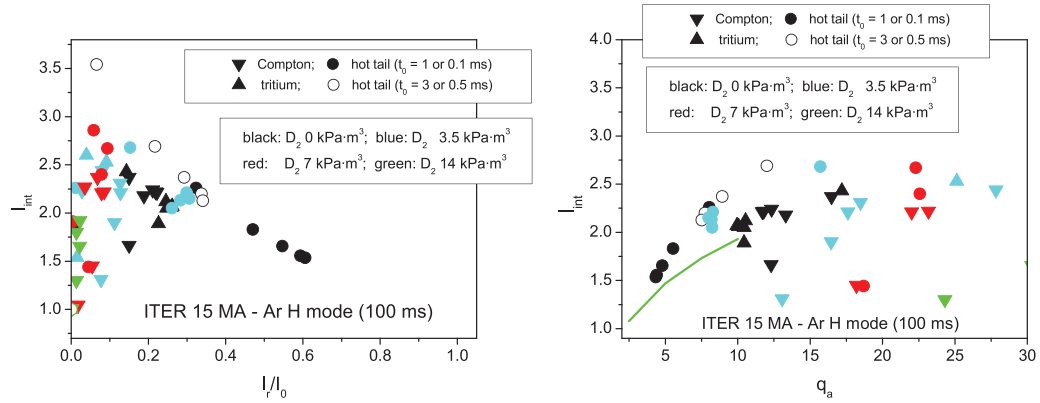 Compton; hot tail (t0 = 1 or 0.1 ms)
tritium; hot tail (t0 = 3 or 0.5 ms)
black: D2 0 kPa·m3; blue: D2 3.5 kPa·m3
red: D2 7 kPa·m3; green: D2 14 kPa·m3
3.5
3.0
2.5
2.0
1.5
1.0
Iint
ITER 15 MA - Ar H mode (100 ms)
0.0 0.2 0.4 0.6 0.8 1.0
Ir/I0
Compton; hot tail (t0 = 1 or 0.1 ms)
tritium; hot tail (t0 = 3 or 0.5 ms)
black: D2 0 kPa·m3; blue: D2 3.5 kPa·m3
red: D2 7 kPa·m3; green: D2 14 kPa·m3
4.0
3.5
3.0
2.5
2.0
1.5
1.0
Iint
ITER 15 MA - Ar H mode (100 ms)
5 10 15 20 25 30
qa